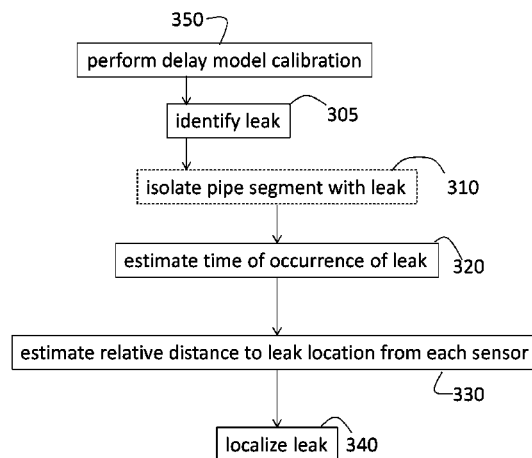 350
perform delay model calibration
identify leak
305
isolate pipe segment with leak
310
estimate time of occurrence of leak
320
estimate relative distance to leak location from each sensor
330
localize leak
340